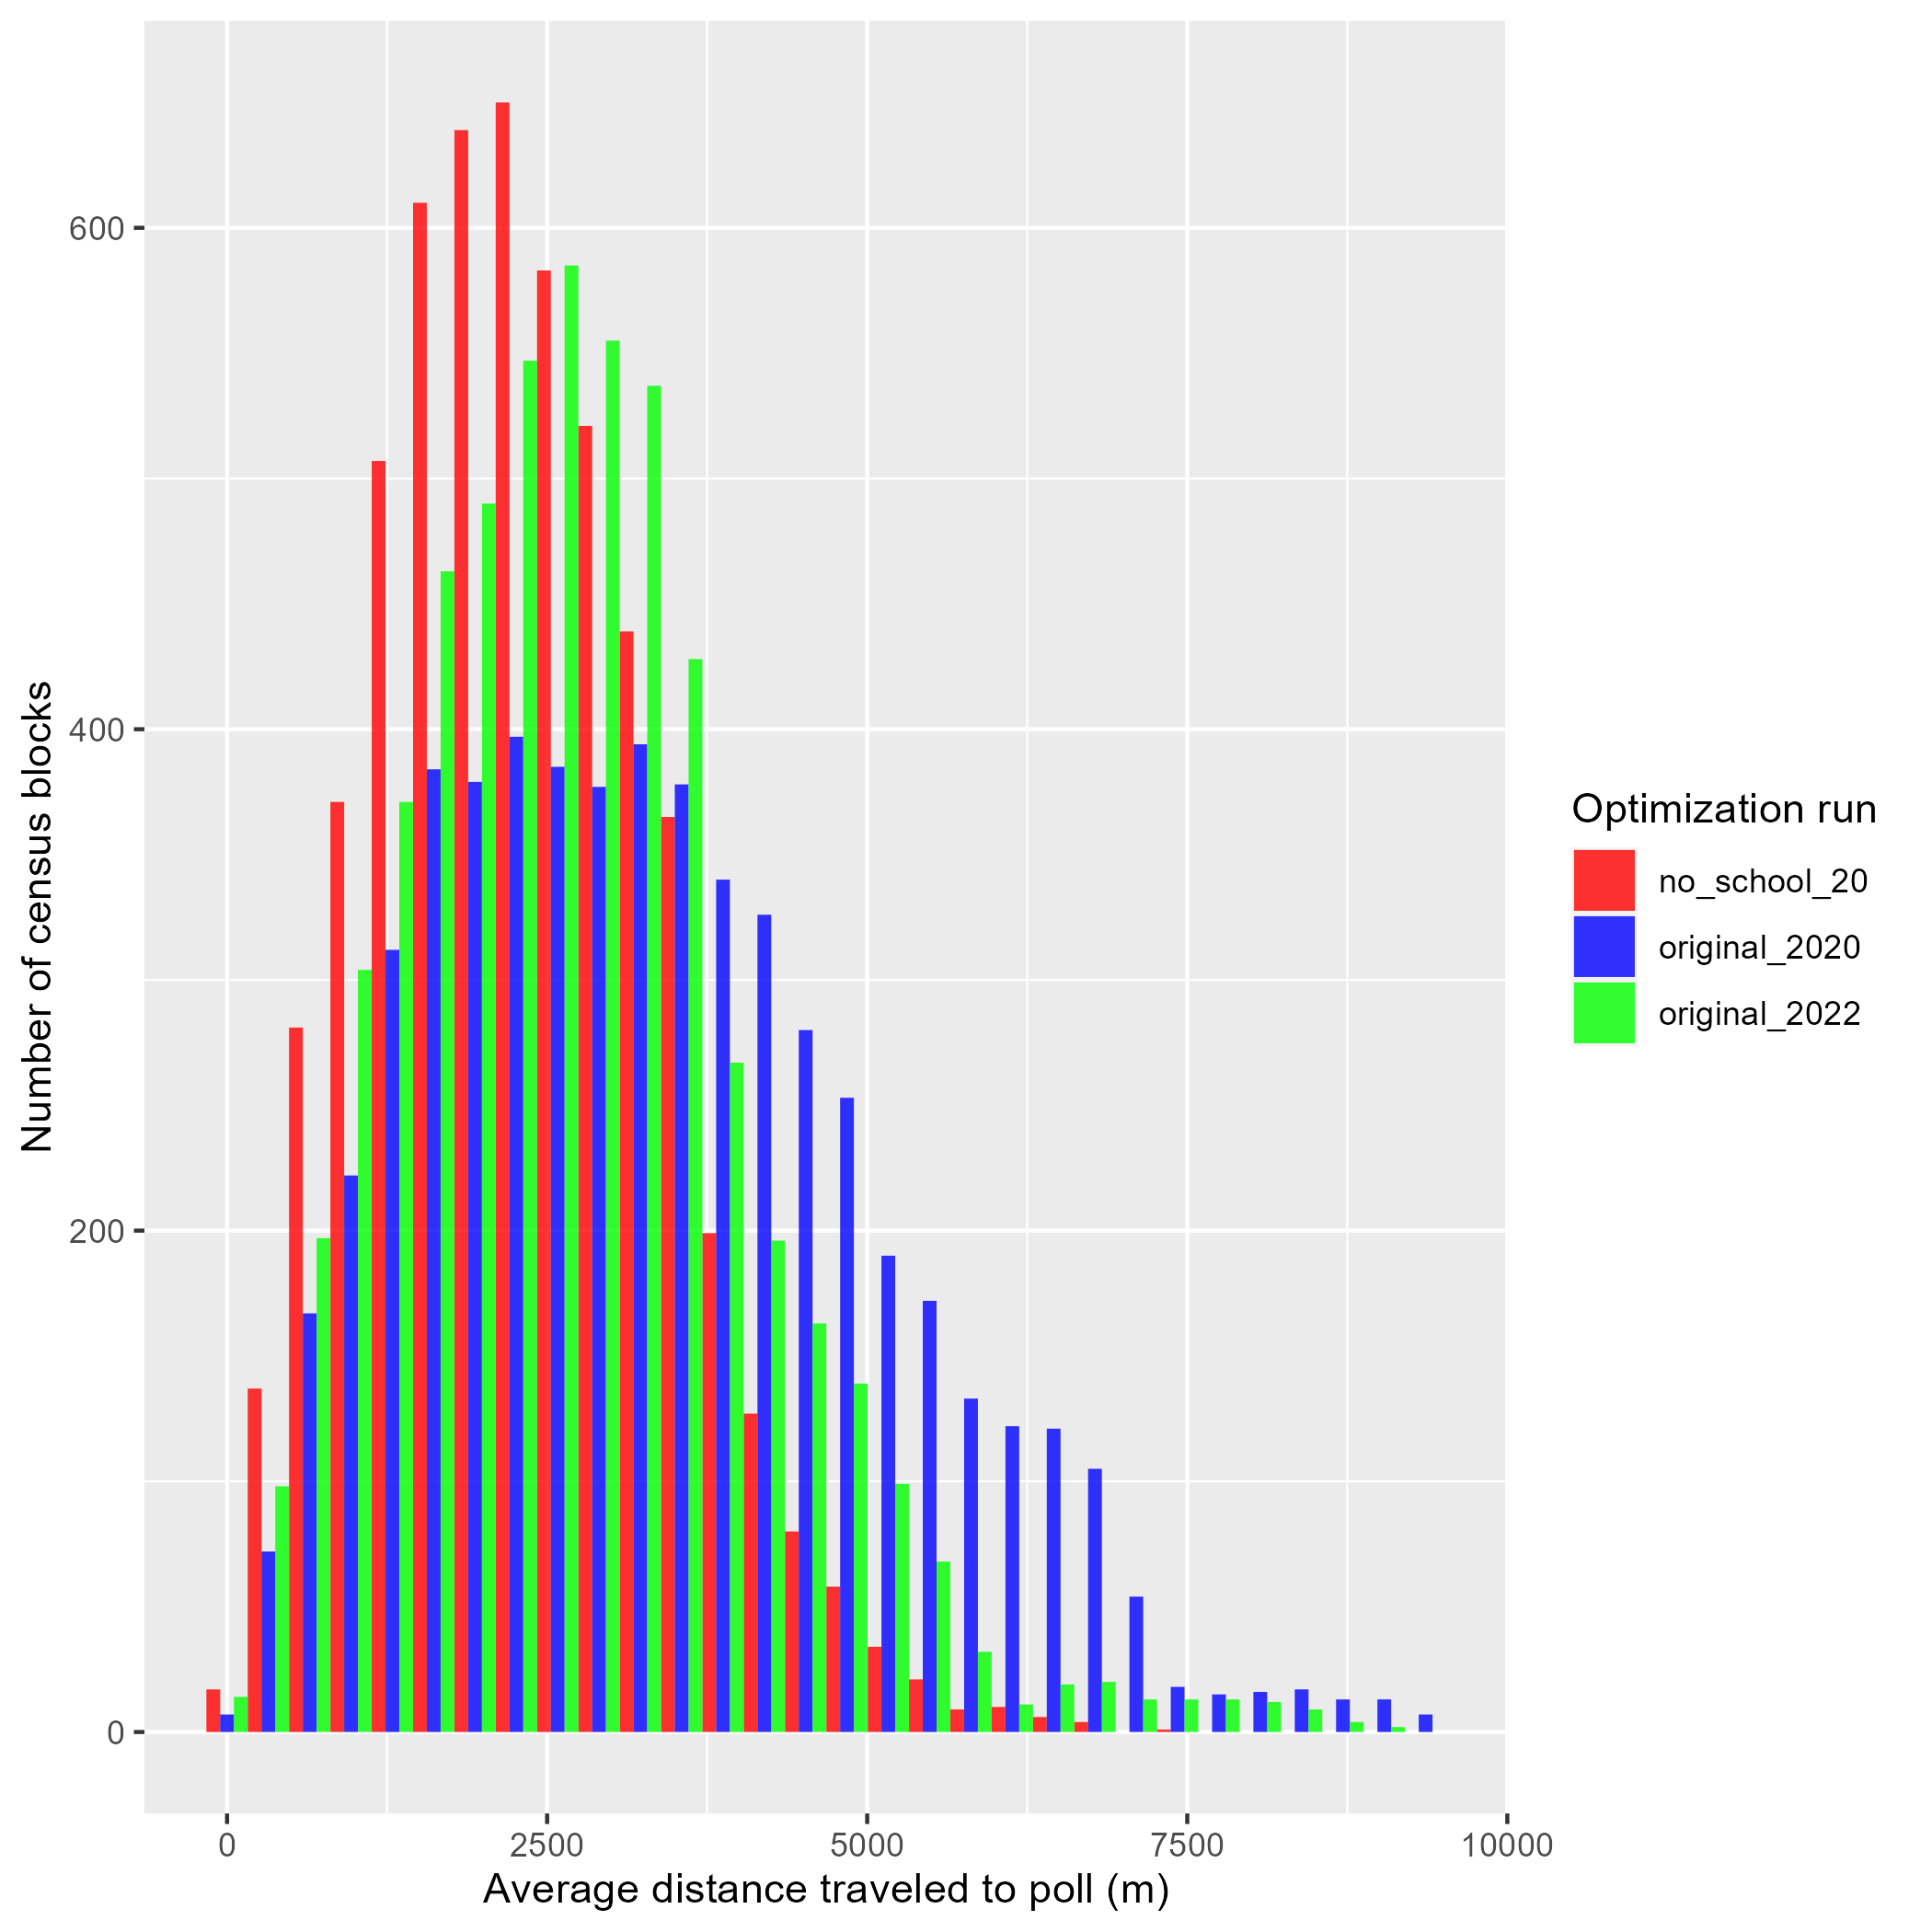 600
400
200
0
Number of census blocks
0 2500 5000 7500 10000
Average distance traveled to poll (m)
Optimization run
no_school_20
original_2020
original_2022